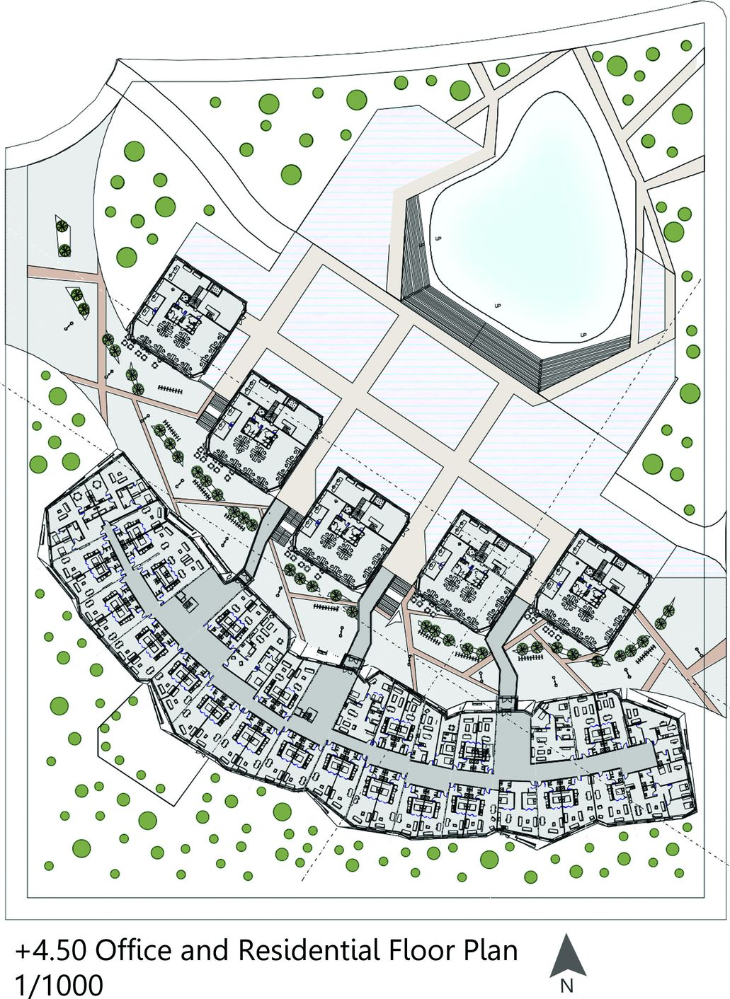 +4.50 Office and Residential Floor Plan
1/1000
N